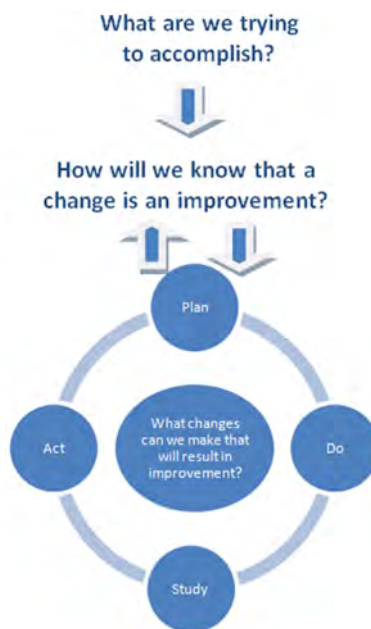 What are we trying
to accomplish?
How will we know that a
change is an improvement?
Plan
What changes
can we make that
will result in
improvement?
Act
Do
Study